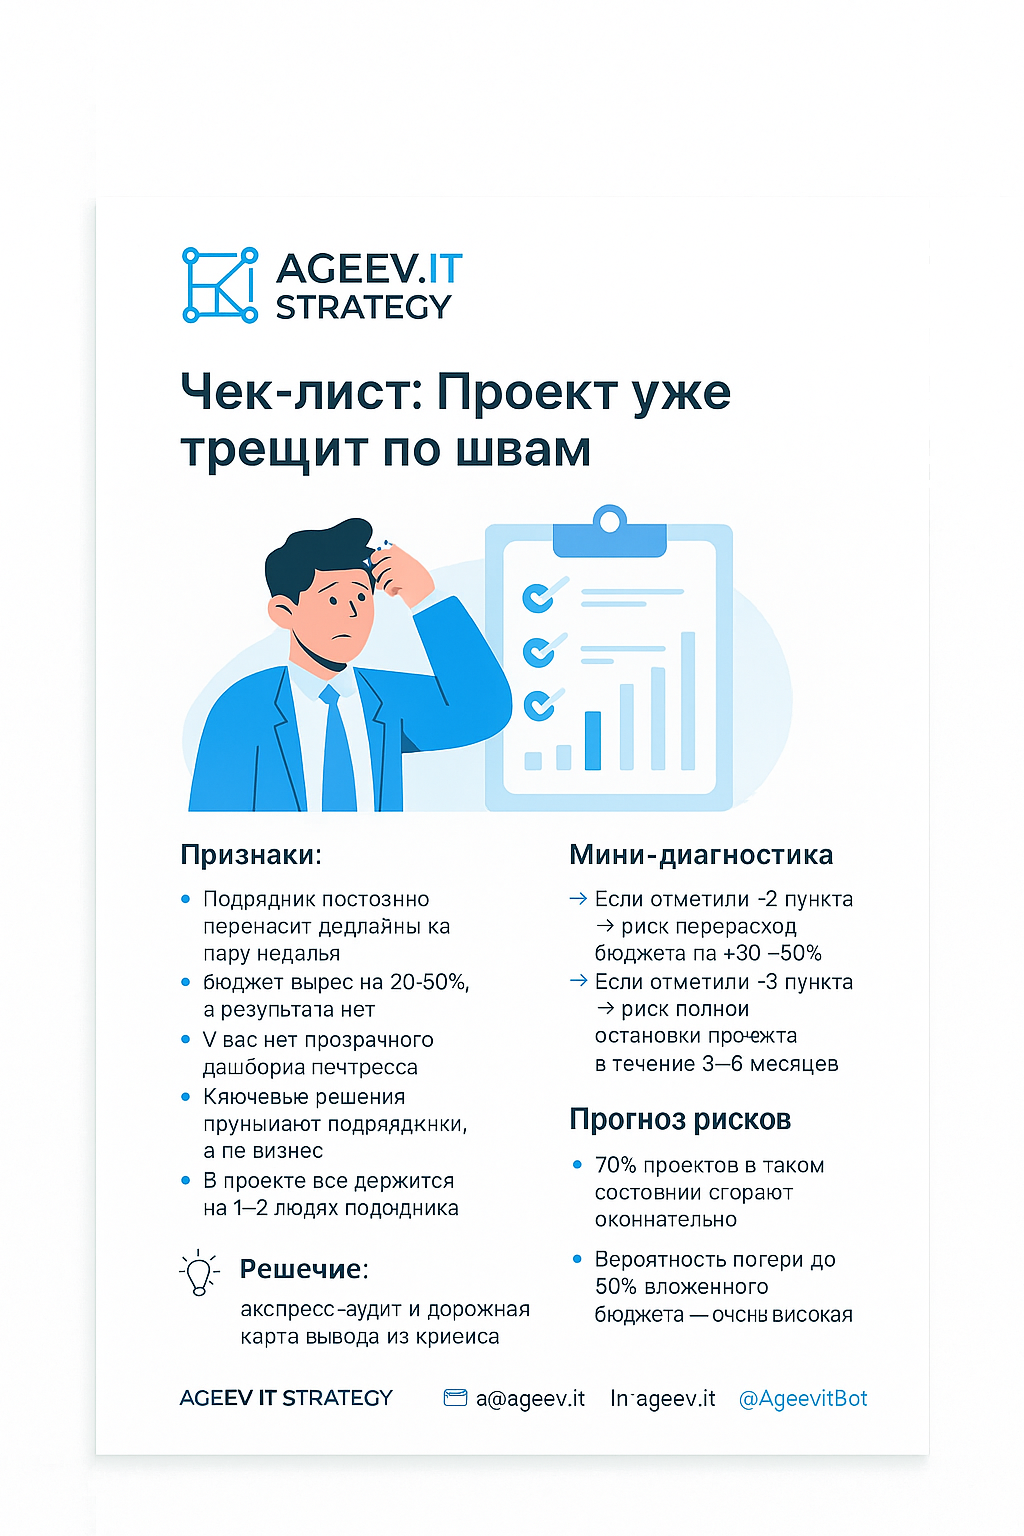 AGEEV.IT
STRATEGY
Чек-лист: Проект уже
трещит по швам
Признаки:
• Подрядник постознно
перенасит дедлайны ка
пару недалья
• бюджет вырес на 20-50%,
а результата нет
• V вас нет прозрачного
дашбориа печтресса
• Кяючевые решения
пруныиают подряядкнки,
а пе визнес
• В проекте все держится
на 1–2 людях подоидника
Решечие:
акспресс-аудит и дорожная
карта вывода из криеиса
Мини-диагностика
→ Если отметили -2 пункта
→ риск перерасход
бюджета па +30 –50%
→ Если отметили -3 пункта
→ риск полнои
остановки прочежта
в течение 3–6 месяцев
Прогноз рисков
• 70% проектов в таком
состовнии сгорают
оконнательно
• Вероятность погери до
50% вложенного
бюджета — очснь високая
AGEEV IT STRATEGY
a@ageev.it In-ageev.it @AgeevitBot